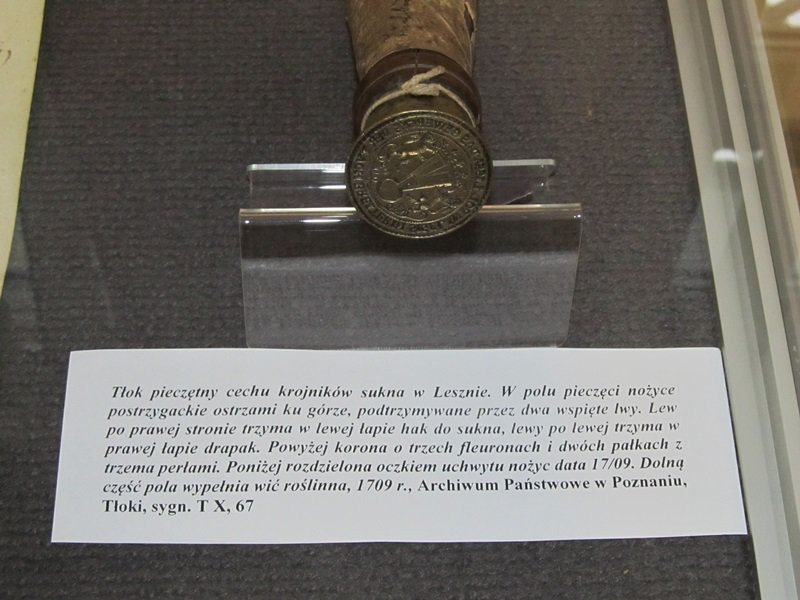 Tłok pieczętny cechu krojników sukna w Lesznie. W polu pieczęci nożyce
postrzygackie ostrzami ku górze, podtrzymywane przez dwa wspięte lwy. Lew
po prawej stronie trzyma w lewej łapie hak do sukna, lewy po lewej trzyma w
prawej łapie drapak. Powyżej korona o trzech fleuronach i dwóch pałkach z
trzema perłami. Poniżej rozdzielona oczkiem uchwytu nożyc data 17/09. Dolną
część pola wypełnia wić roślinna, 1709 r., Archiwum Państwowe w Poznaniu,
Tłoki, sygn. T X, 67